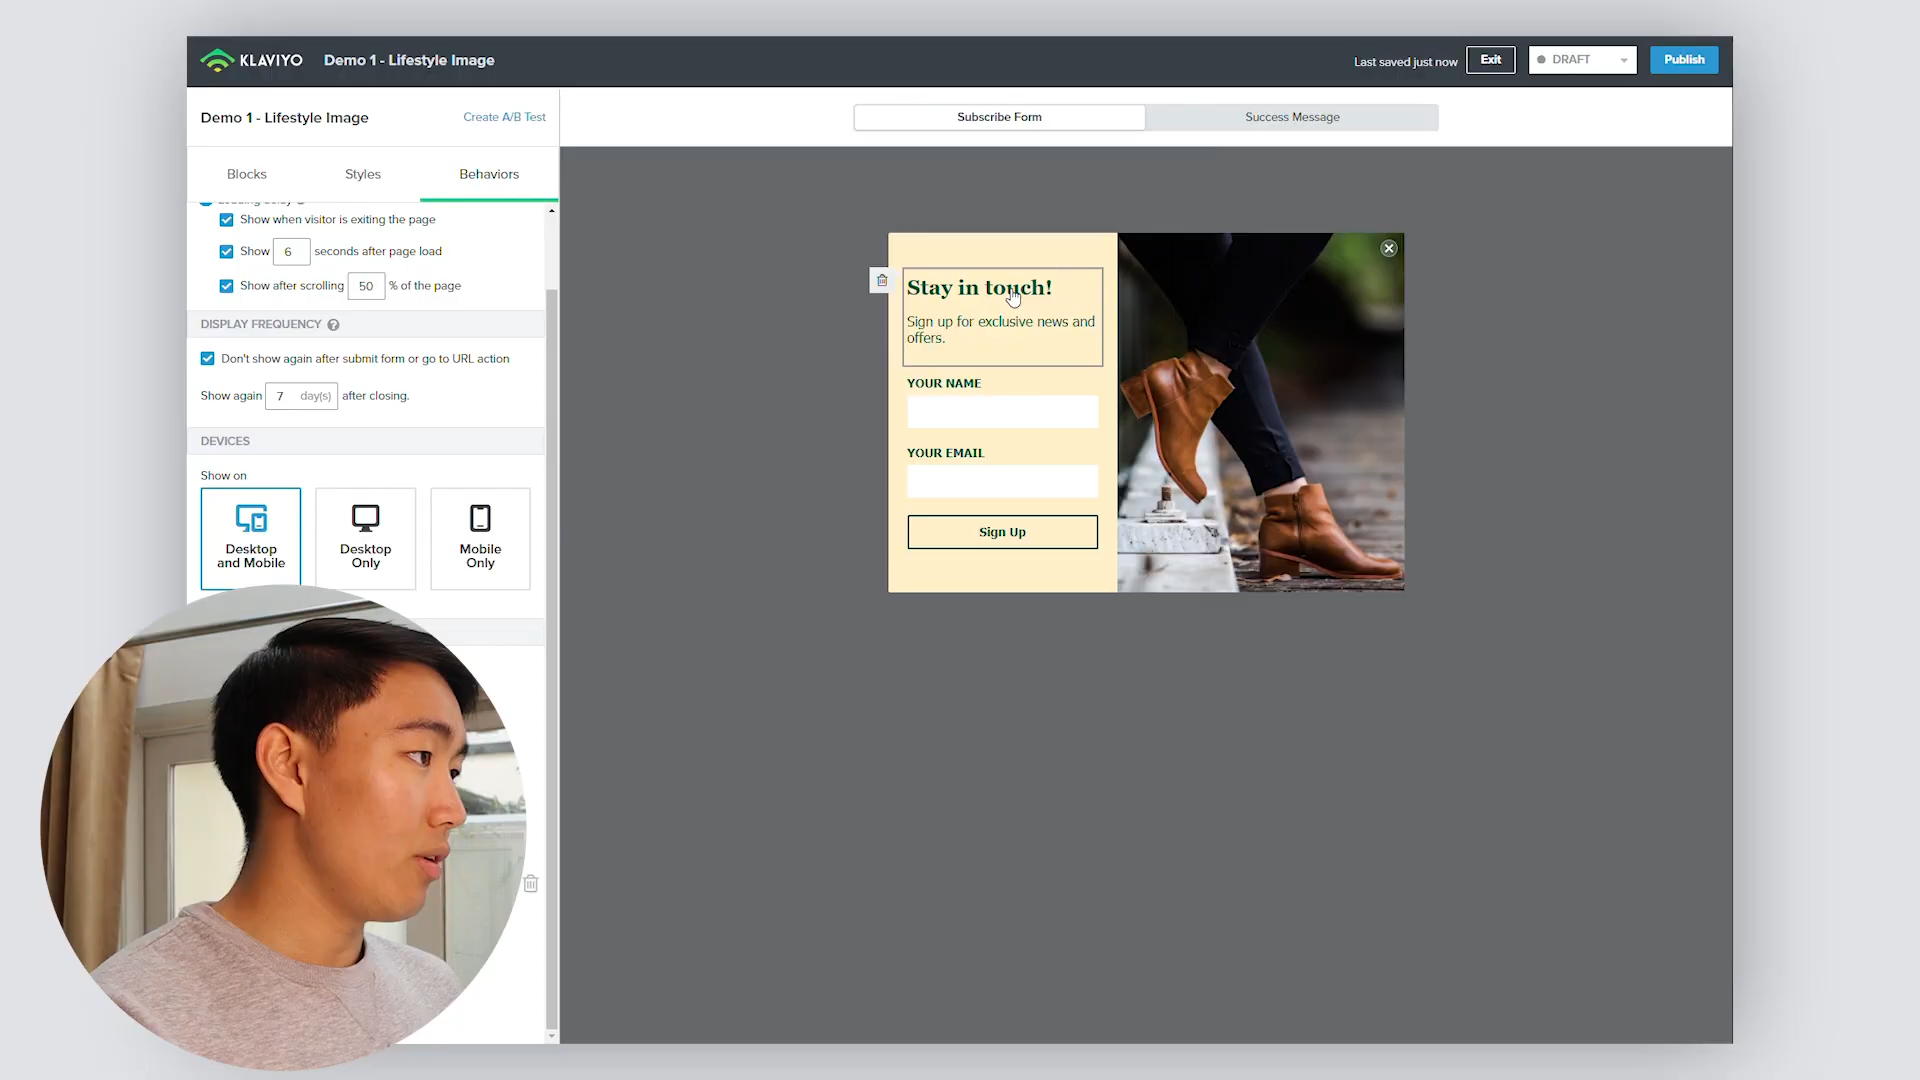 KLAVIYO
Demo 1 - Lifestyle Image
Last saved just now
Exit
DRAFT
Publish
Demo 1 - Lifestyle Image
Create A/B Test
Subscribe Form
Success Message
Blocks
Styles
Behaviors
Show when visitor is exiting the page
Show 6 seconds after page load
Show after scrolling 50 % of the page
DISPLAY FREQUENCY ?
Don't show again after submit form or go to URL action
Show again 7 day(s) after closing.
DEVICES
Show on
Desktop
and Mobile
Desktop
Only
Mobile
Only
Stay in touch!
Sign up for exclusive news and
offers.
YOUR NAME
YOUR EMAIL
Sign Up